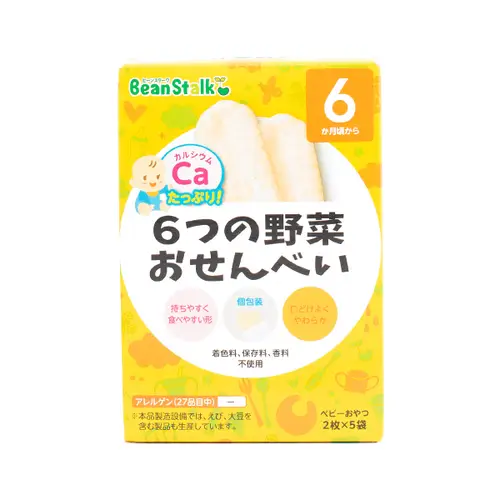 ビーンスターク
BeanStalk
6
か月頃から
カルシウム
Ca
たっぷり!
6つの野菜
おせんべい
持ちやすく
食べやすい形
個包装
口どけよく
やわらか
着色料、保存料、香料
不使用
アレルゲン(27品目中) ー
※本品製造設備では、えび、大豆を
含む製品も生産しています。
ベビーおやつ
2枚×5袋